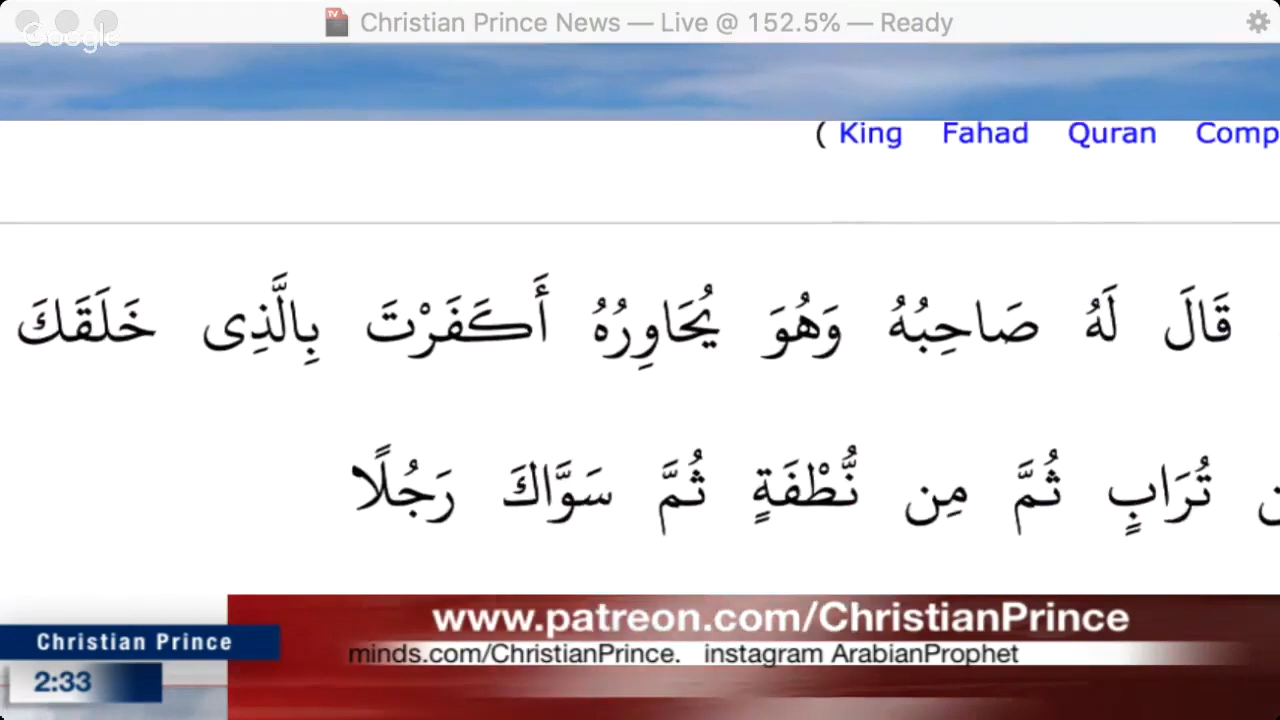 Christian Prince News — Live @ 152.5% — Ready
Google
( King Fahad Quran Comp
قَالَ لَهُ صَاحِبُهُ وَهُوَ يُحَاوِرُهُ أَكَفَرْتَ بِالَّذِى خَلَقَكَ
تُرَابٍ ثُمَّ مِن نُّطْفَةٍ ثُمَّ سَوَّاكَ رَجُلًا
www.patreon.com/ChristianPrince
Christian Prince
minds.com/ChristianPrince. instagram ArabianProphet
2:33